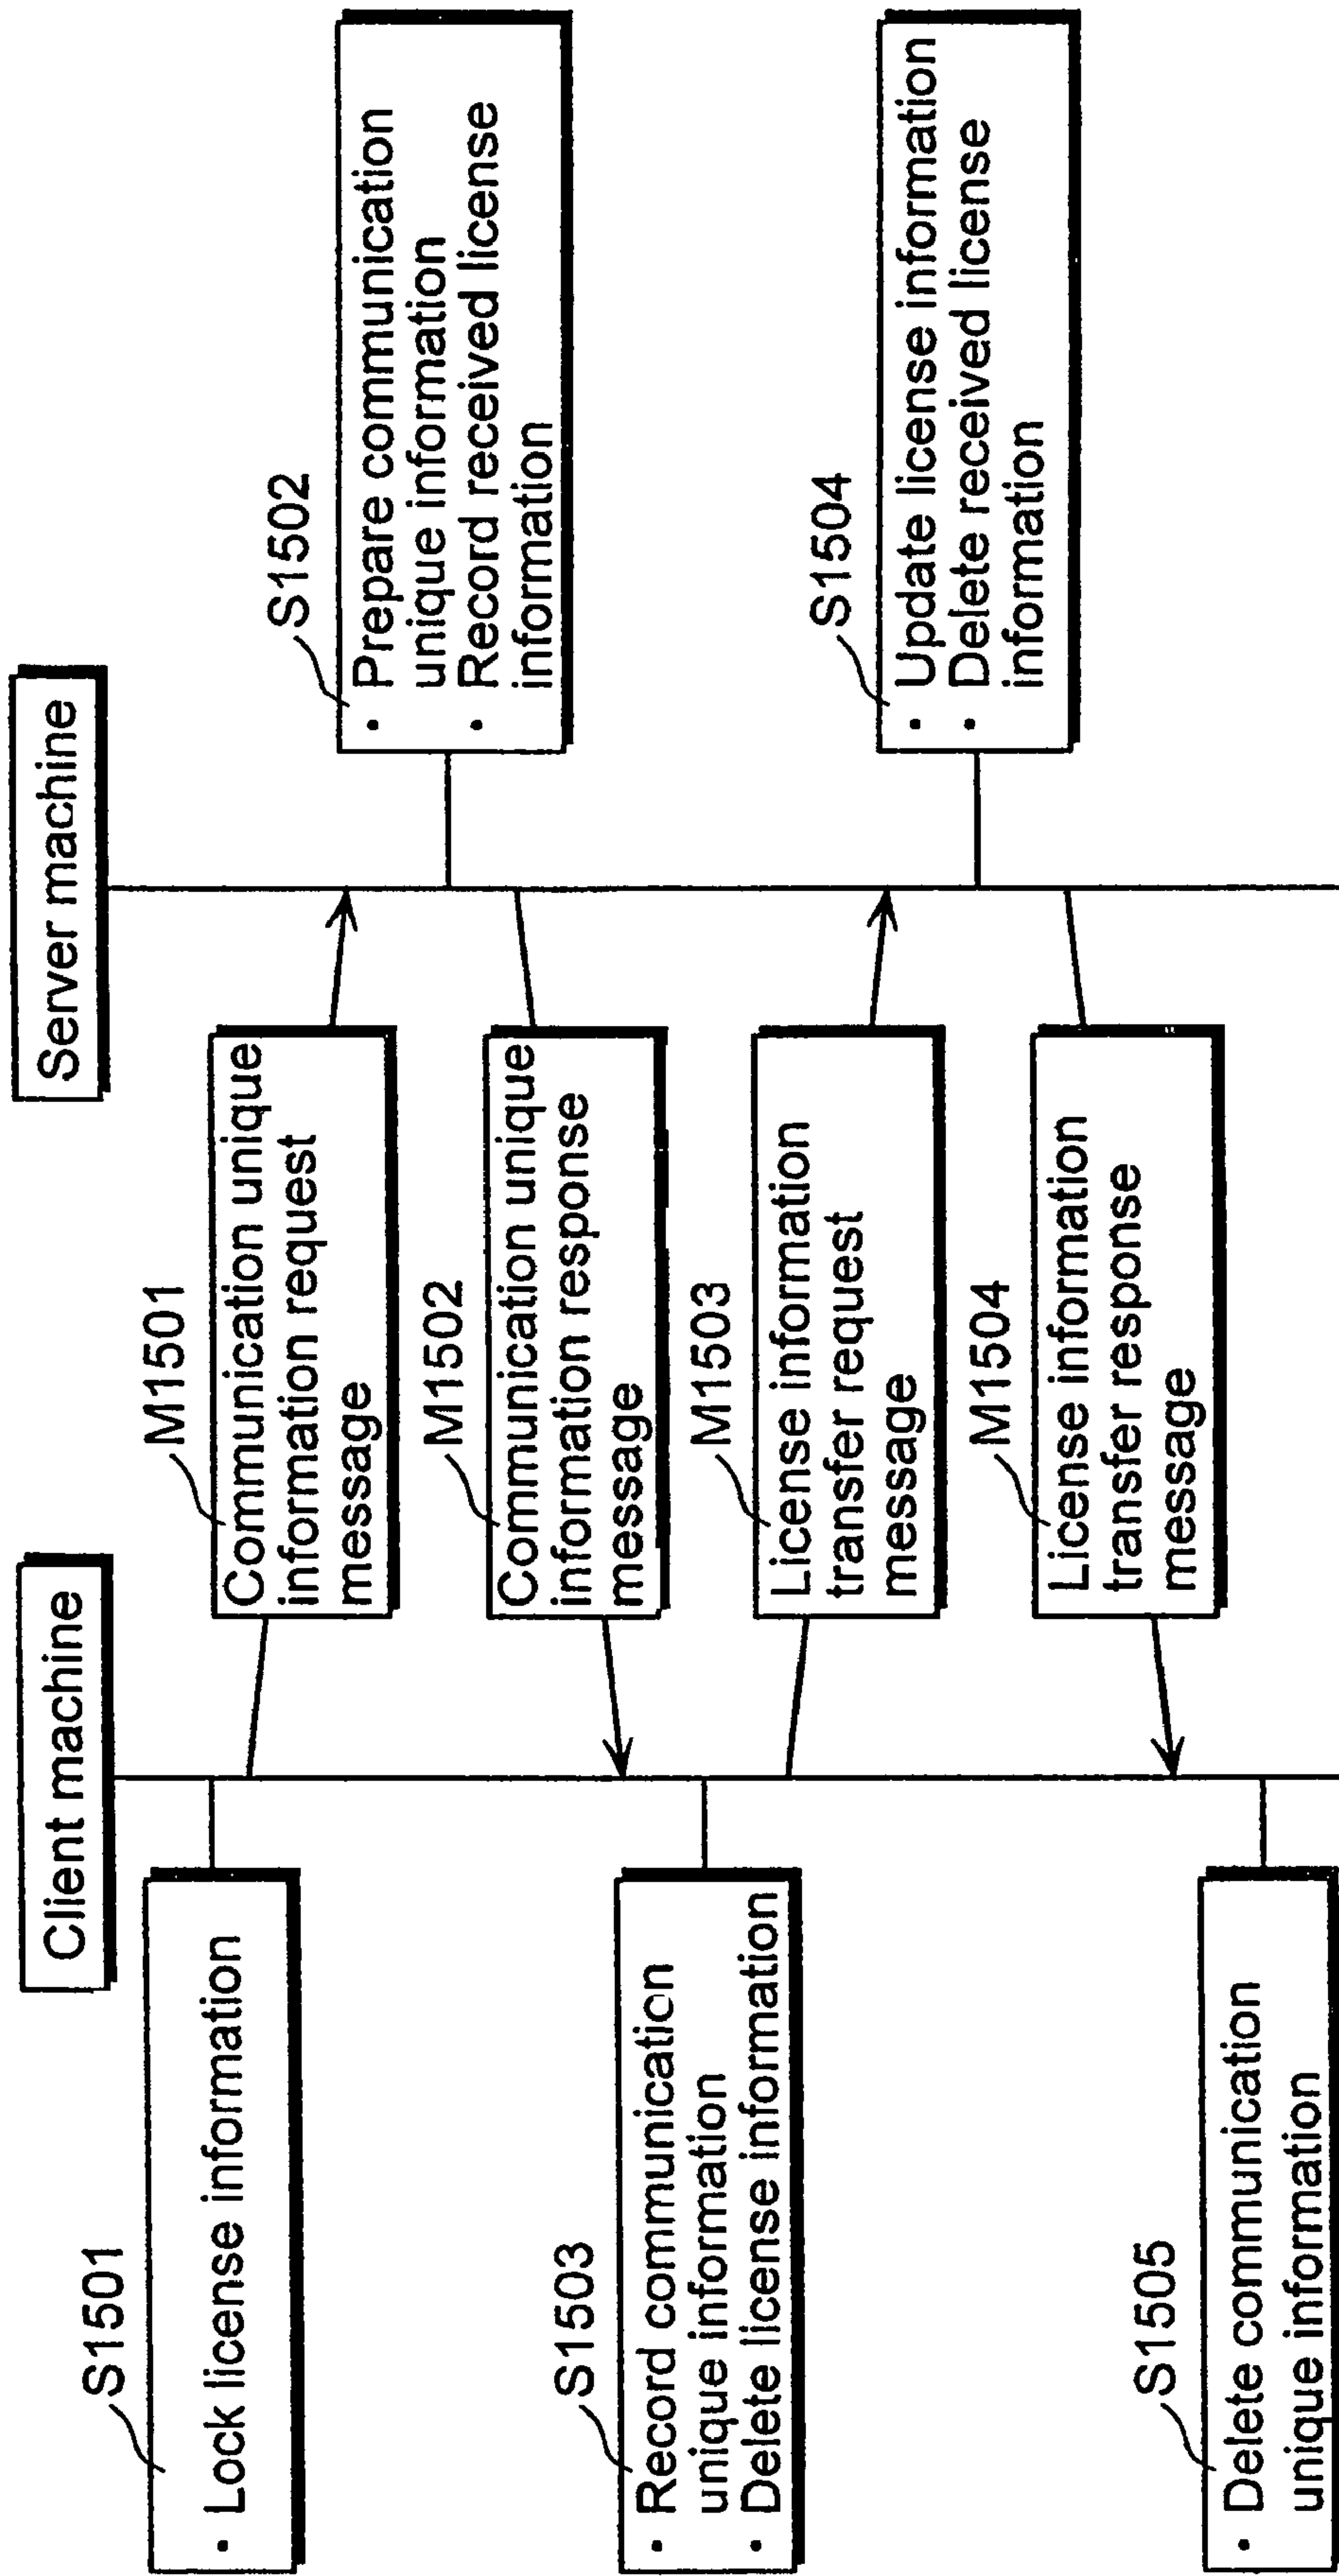 Client machine
Server machine
S1501
• Lock license information
M1501
Communication unique
information request
message
S1502
• Prepare communication
unique information
• Record received license
information
M1502
Communication unique
information response
message
S1503
• Record communication
unique information
• Delete license information
M1503
License information
transfer request
message
S1504
• Update license information
• Delete received license
information
M1504
License information
transfer response
message
S1505
• Delete communication
unique information